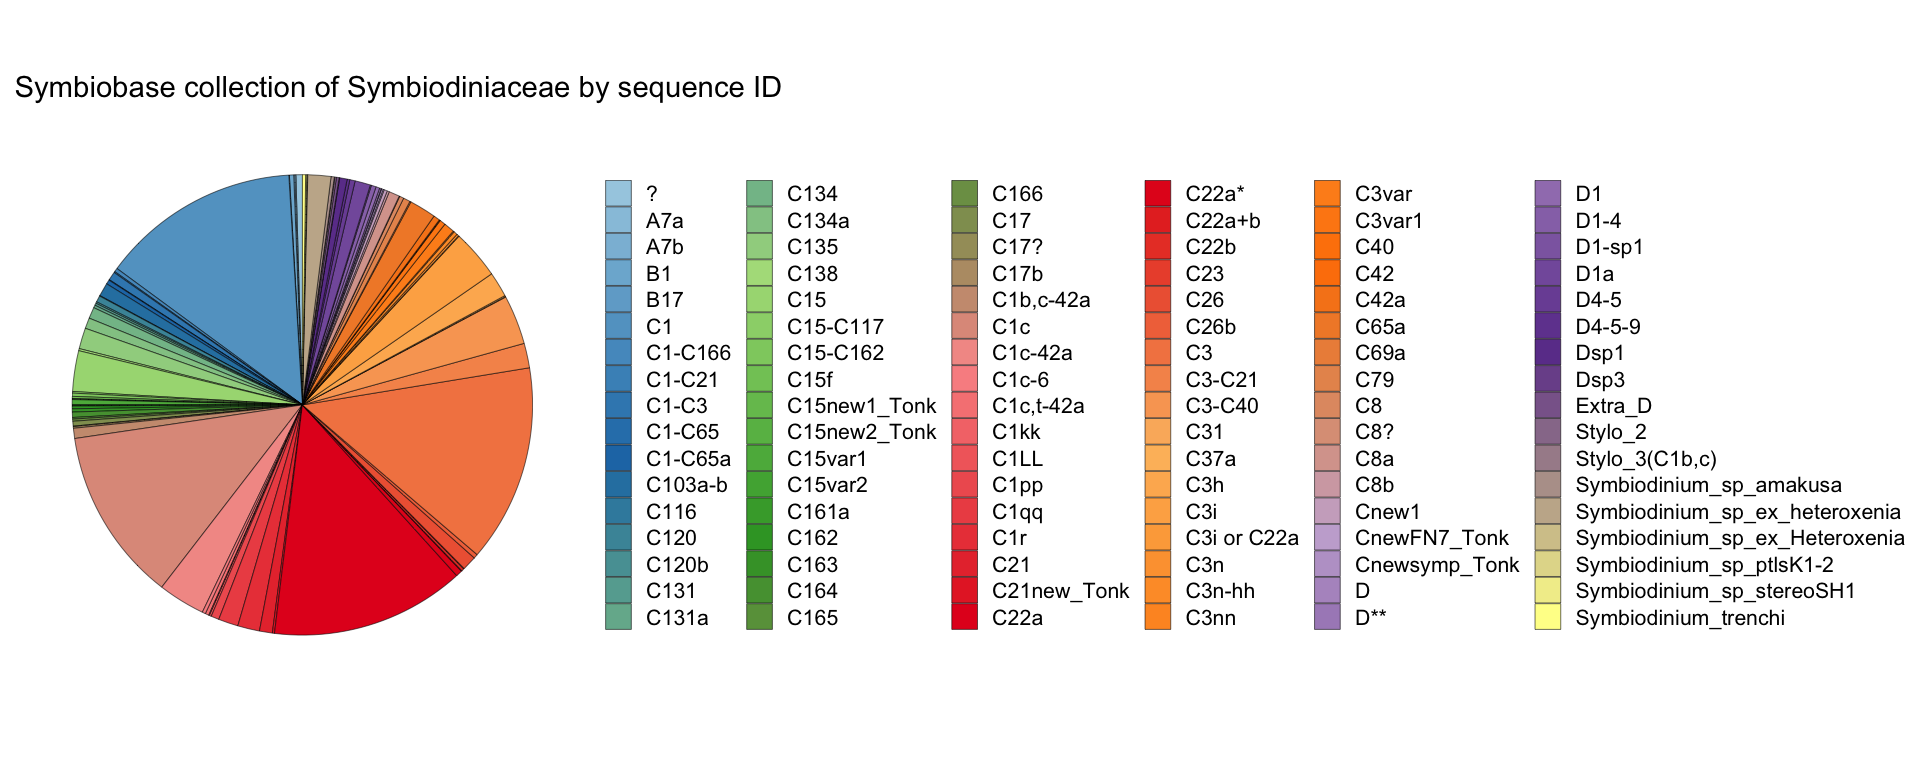 Symbiobase collection of Symbiodiniaceae by sequence ID
?
A7a
A7b
B1
B17
C1
C1-C166
C1-C21
C1-C3
C1-C65
C1-C65a
C103a-b
C116
C120
C120b
C131
C131a
C134
C134a
C135
C138
C15
C15-C117
C15-C162
C15f
C15new1_Tonk
C15new2_Tonk
C15var1
C15var2
C161a
C162
C163
C164
C165
C166
C17
C17?
C17b
C1b,c-42a
C1c
C1c-42a
C1c-6
C1c,t-42a
C1kk
C1LL
C1pp
C1qq
C1r
C21
C21new_Tonk
C22a
C22a*
C22a+b
C22b
C23
C26
C26b
C3
C3-C21
C3-C40
C31
C37a
C3h
C3i
C3i or C22a
C3n
C3n-hh
C3nn
C3var
C3var1
C40
C42
C42a
C65a
C69a
C79
C8
C8?
C8a
C8b
Cnew1
CnewFN7_Tonk
Cnewsymp_Tonk
D
D**
D1
D1-4
D1-sp1
D1a
D4-5
D4-5-9
Dsp1
Dsp3
Extra_D
Stylo_2
Stylo_3(C1b,c)
Symbiodinium_sp_amakusa
Symbiodinium_sp_ex_heteroxenia
Symbiodinium_sp_ex_Heteroxenia
Symbiodinium_sp_ptlsK1-2
Symbiodinium_sp_stereoSH1
Symbiodinium_trenchi